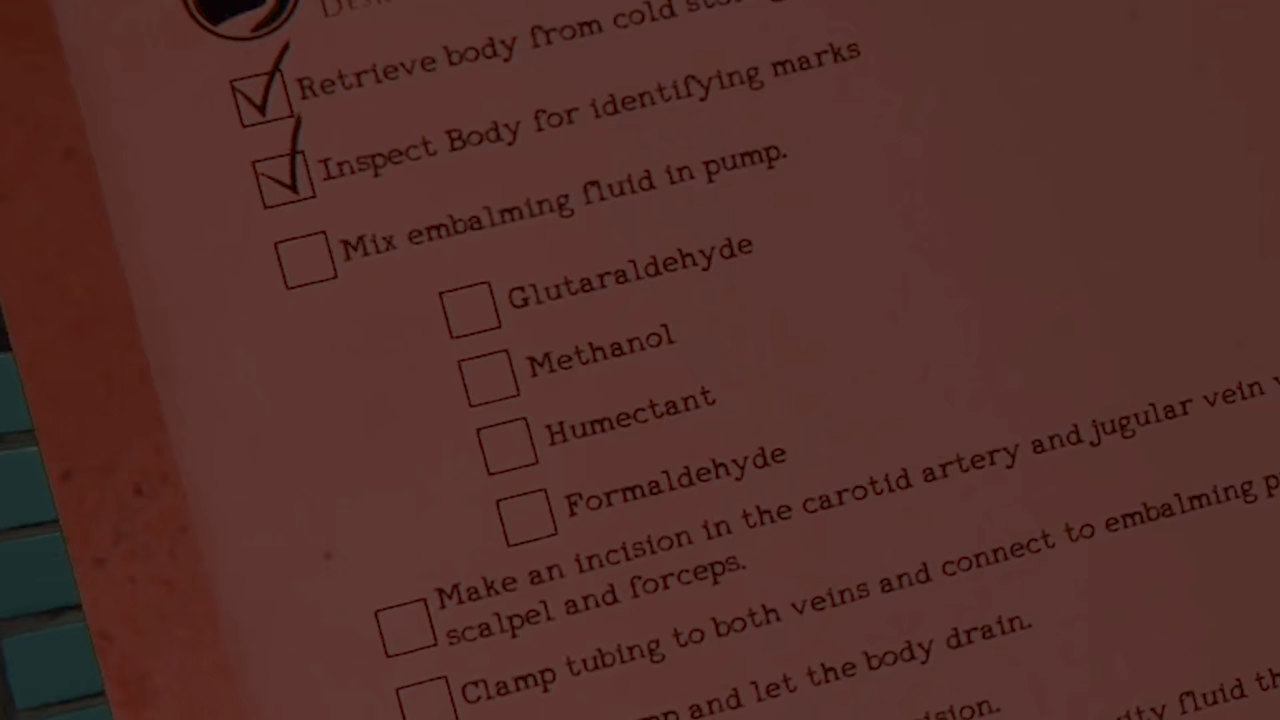 Retrieve body from cold
Inspect Body for identifying marks
Mix embalming fluid in pump.
Glutaraldehyde
Methanol
Humectant
Formaldehyde
Make an incision in the carotid artery and jugular vein
scalpel and forceps.
Clamp tubing to both veins and connect to embalming
and let the body drain.
fluid